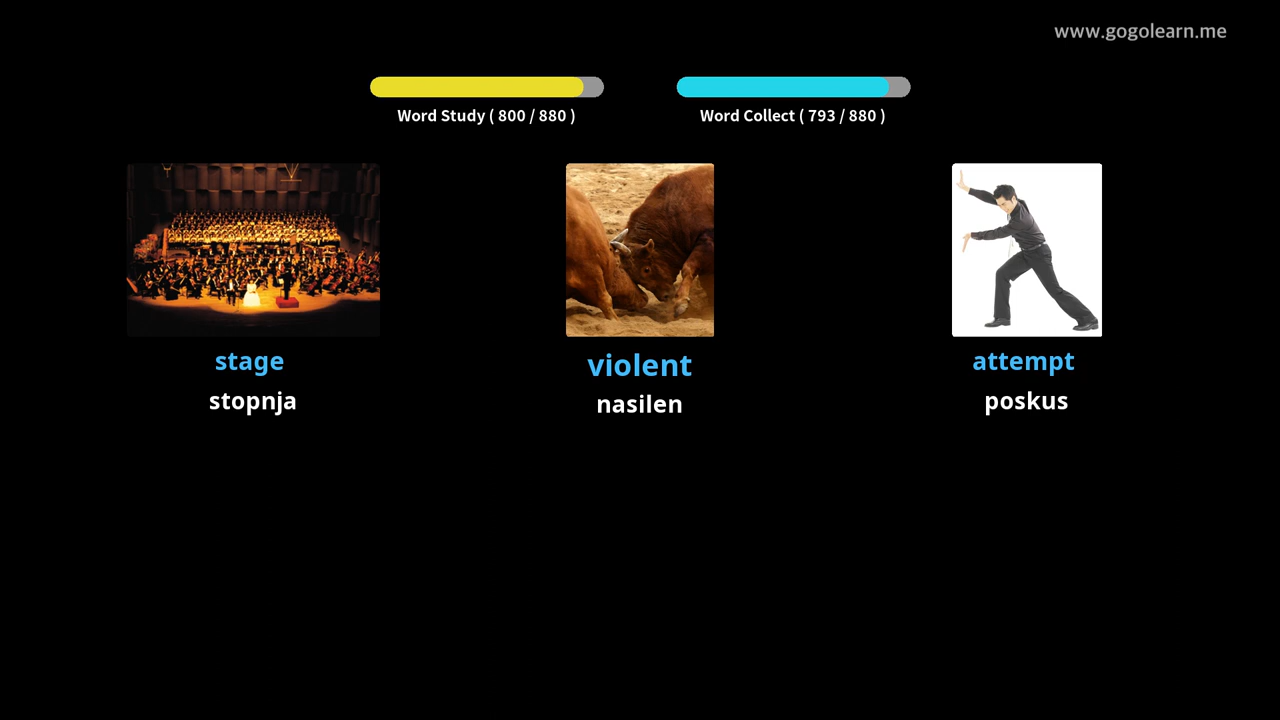 www.gogolearn.me
Word Study ( 800 / 880 )
Word Collect ( 793 / 880 )
stage
stopnja
violent
nasilen
attempt
poskus